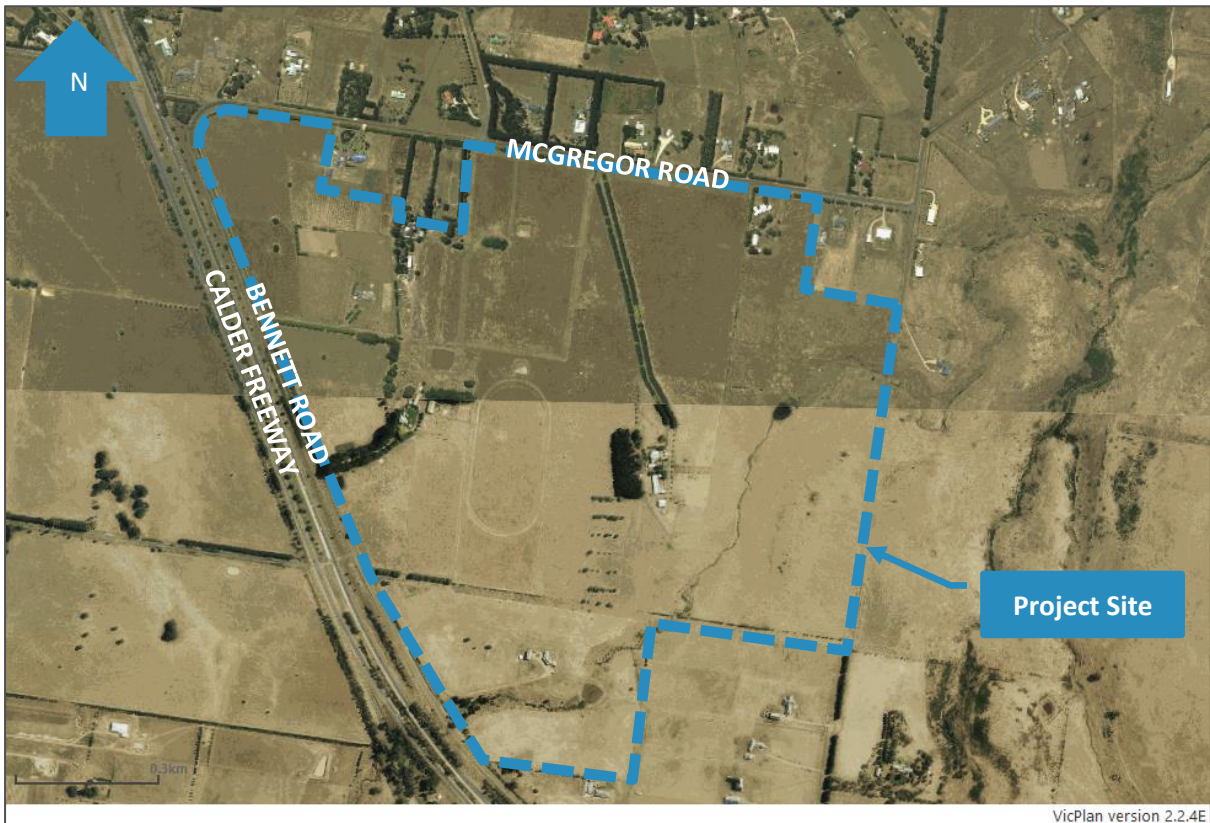 N
MCGREGOR ROAD
BENNETT ROAD
CALDER FREEWAY
Project Site
0.3km
VicPlan version 2.2.4E